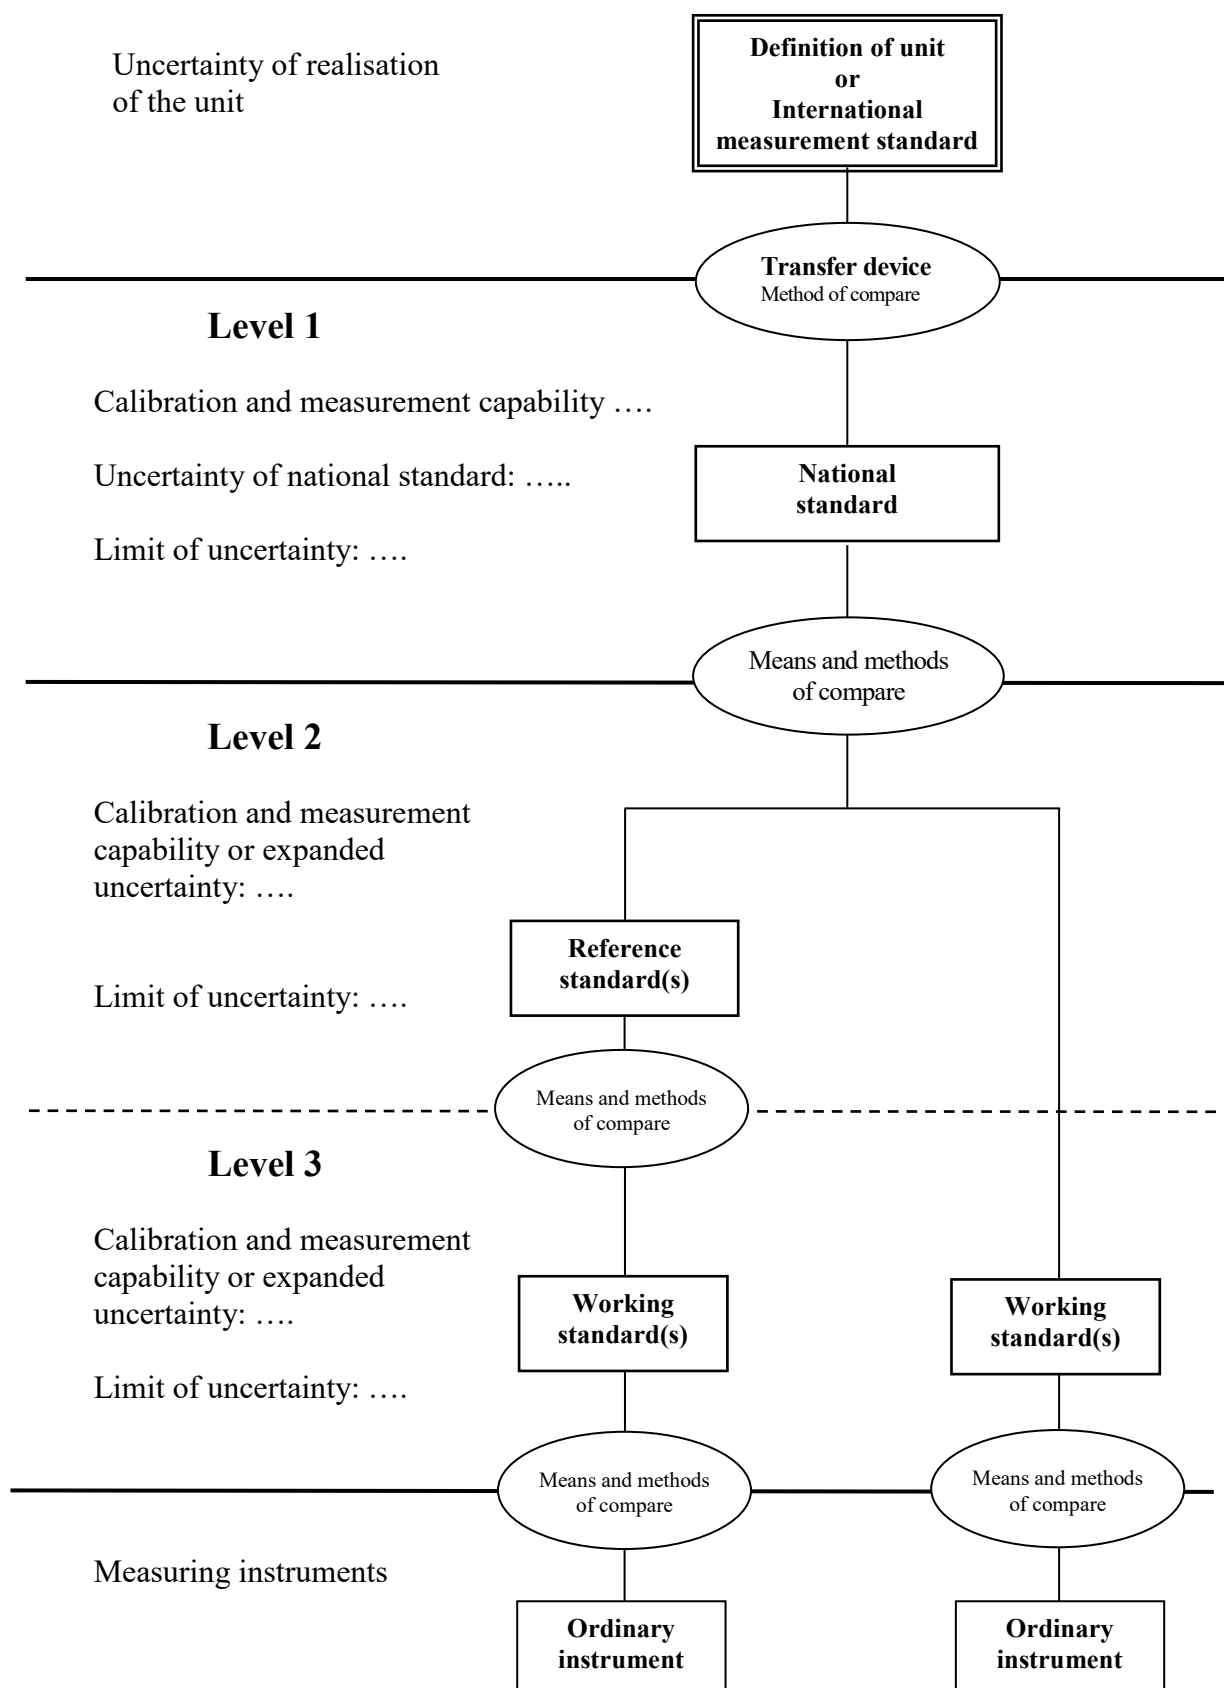 Uncertainty of realisation
of the unit
Definition of unit
or
International
measurement standard
Transfer device
Method of compare
Level 1
Calibration and measurement capability ….
Uncertainty of national standard: …..
Limit of uncertainty: ….
National
standard
Means and methods
of compare
Level 2
Calibration and measurement
capability or expanded
uncertainty: ….
Reference
standard(s)
Limit of uncertainty: ….
Means and methods
of compare
Level 3
Calibration and measurement
capability or expanded
uncertainty: ….
Working
standard(s)
Working
standard(s)
Limit of uncertainty: ….
Means and methods
of compare
Means and methods
of compare
Measuring instruments
Ordinary
instrument
Ordinary
instrument